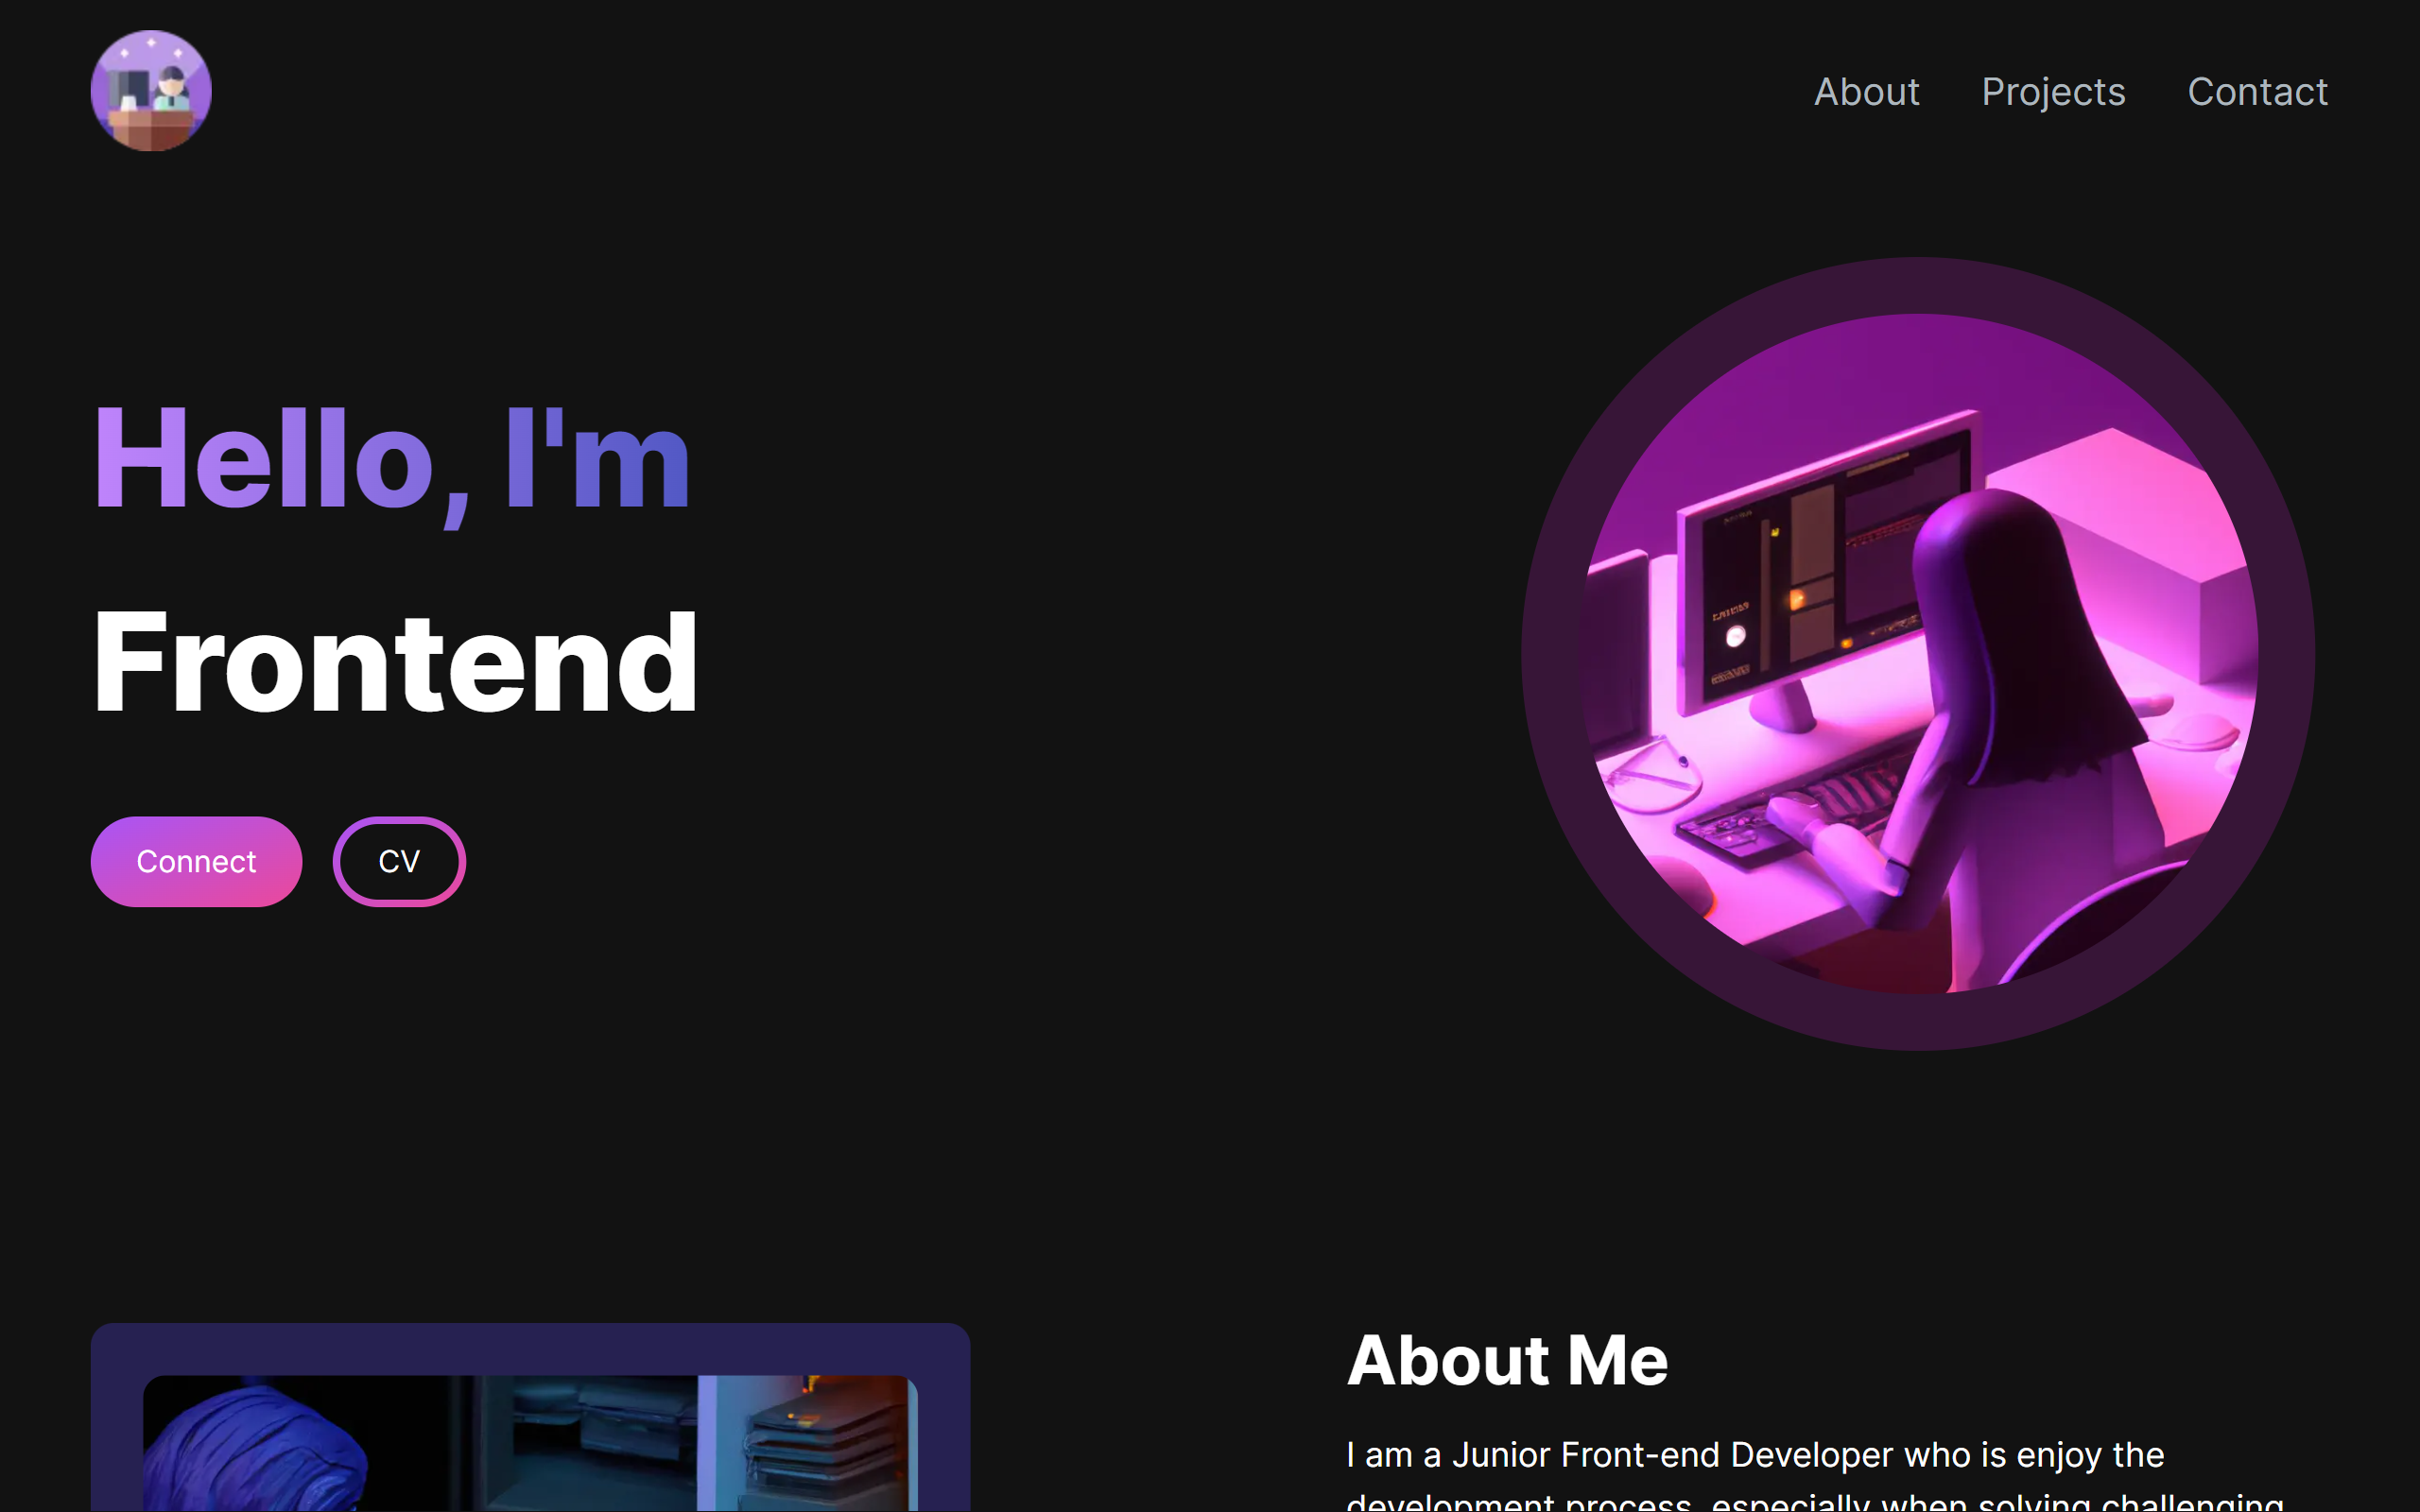 About Projects Contact
Hello, I'm
Frontend
Connect CV
About Me
I am a Junior Front-end Developer who is enjoy the
development process, especially when solving challenging